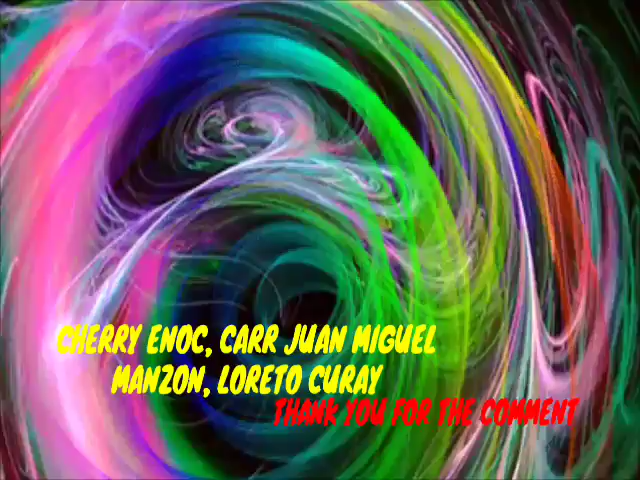 CHERRY ENOC, CARR JUAN MIGUEL
MANZON, LORETO CURAY
THANK YOU FOR THE COMMENT